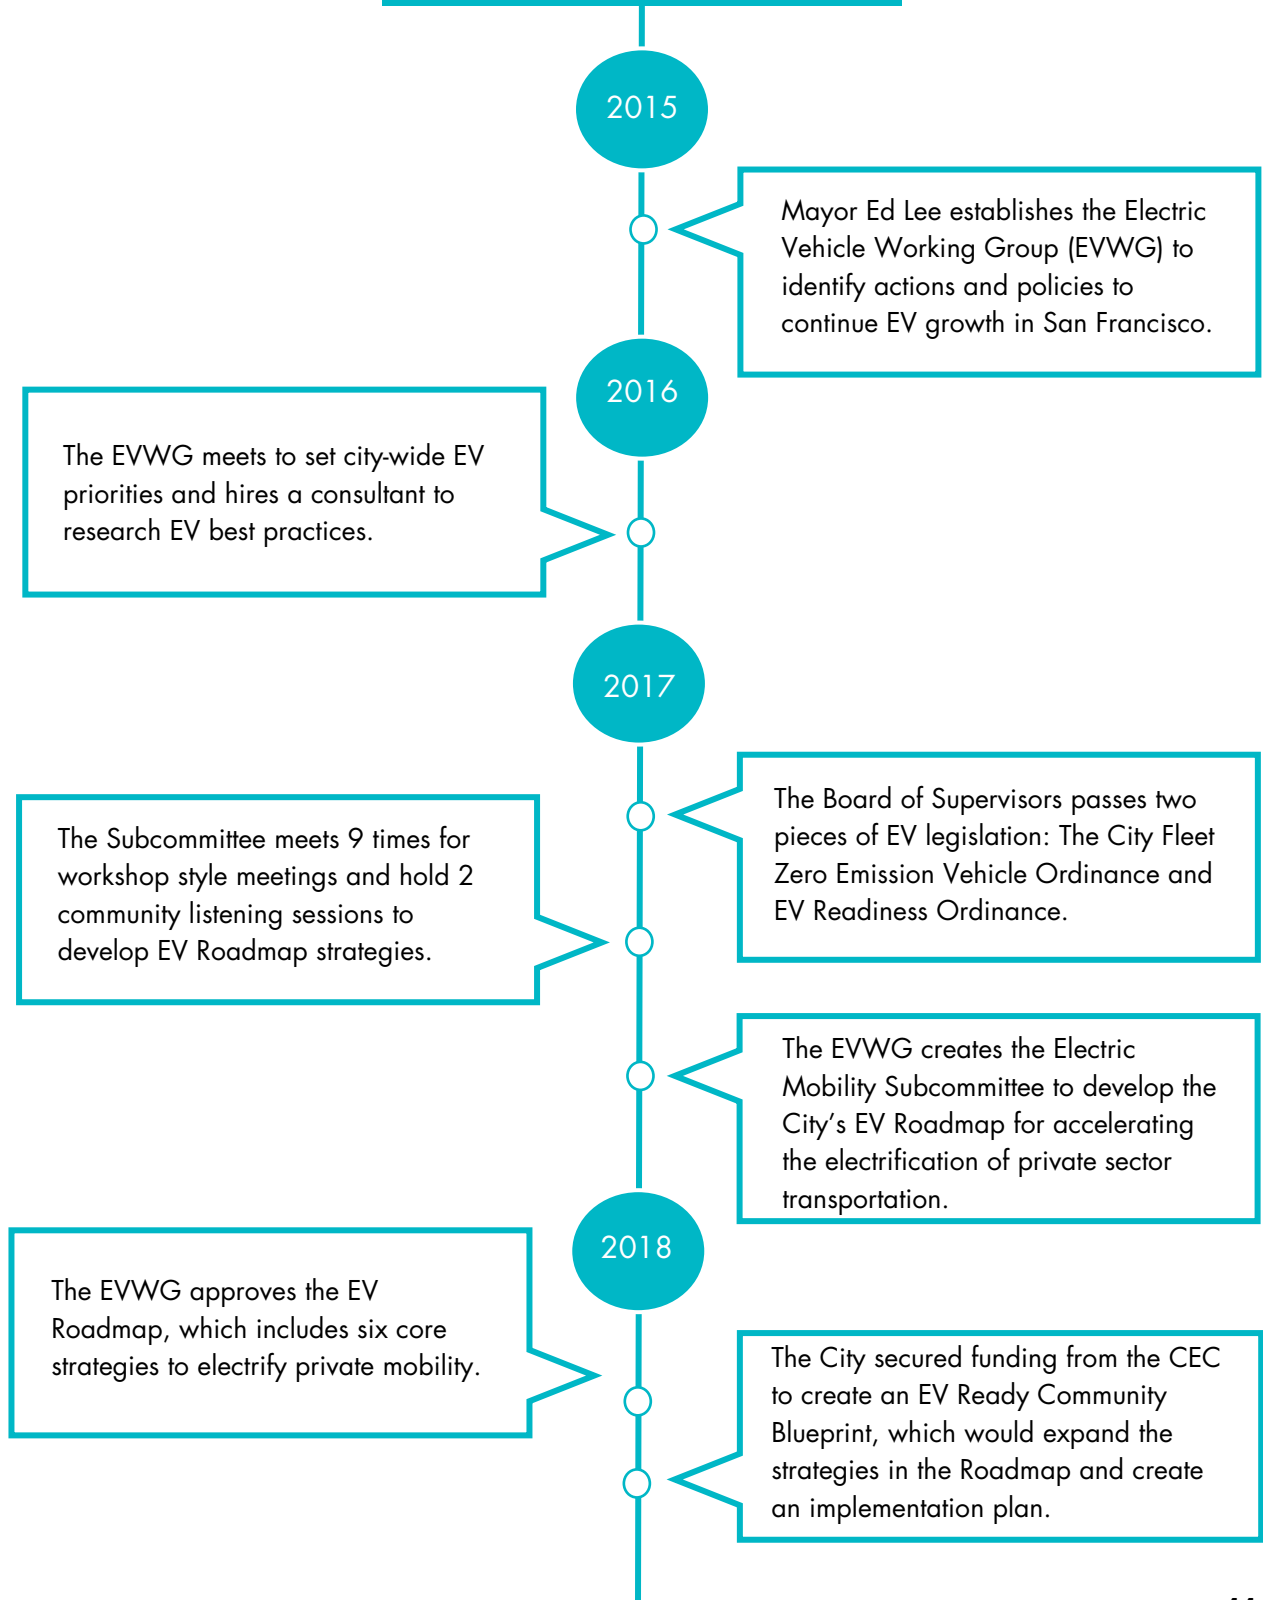 2015
Mayor Ed Lee establishes the Electric
Vehicle Working Group (EVWG) to
identify actions and policies to
continue EV growth in San Francisco.
2016
The EVWG meets to set city-wide EV
priorities and hires a consultant to
research EV best practices.
2017
The Board of Supervisors passes two
pieces of EV legislation: The City Fleet
Zero Emission Vehicle Ordinance and
EV Readiness Ordinance.
The Subcommittee meets 9 times for
workshop style meetings and hold 2
community listening sessions to
develop EV Roadmap strategies.
The EVWG creates the Electric
Mobility Subcommittee to develop the
City's EV Roadmap for accelerating
the electrification of private sector
transportation.
2018
The EVWG approves the EV
Roadmap, which includes six core
strategies to electrify private mobility.
The City secured funding from the CEC
to create an EV Ready Community
Blueprint, which would expand the
strategies in the Roadmap and create
an implementation plan.